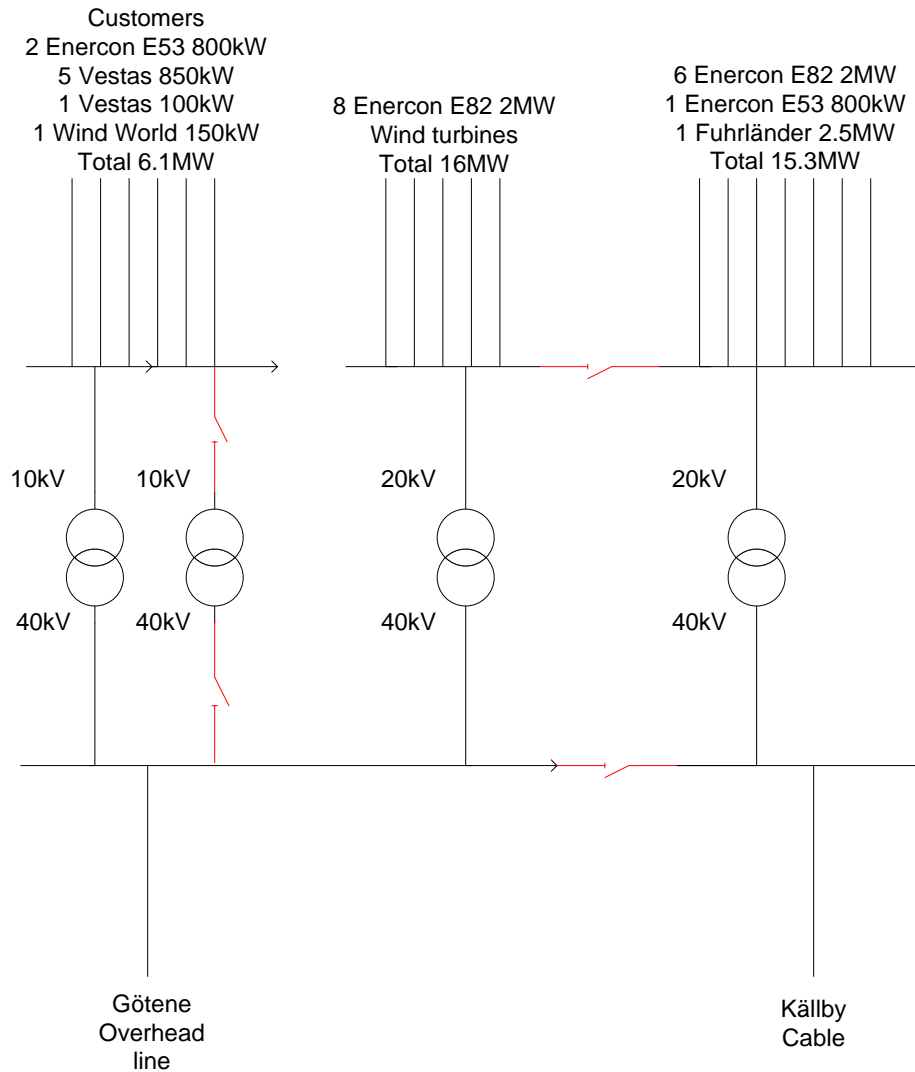 Customers
2 Enercon E53 800kW
5 Vestas 850kW
1 Vestas 100kW
1 Wind World 150kW
Total 6.1MW
8 Enercon E82 2MW
Wind turbines
Total 16MW
6 Enercon E82 2MW
1 Enercon E53 800kW
1 Fuhrländer 2.5MW
Total 15.3MW
10kV
10kV
20kV
20kV
40kV
40kV
40kV
40kV
Götene
Overhead
line
Källby
Cable